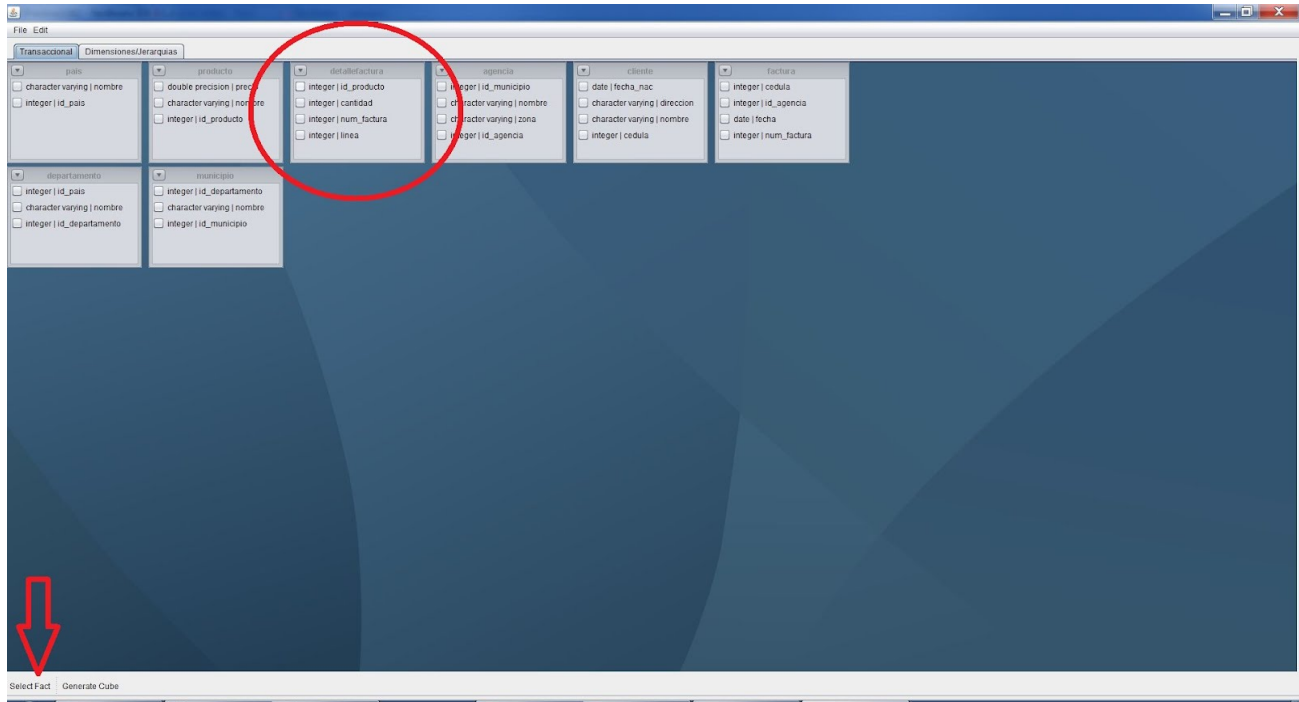 File Edit
Transaccional Dimensiones/Jerarquias
pais
character varying | nombre
integer | id_pais
producto
double precision | precio
character varying | nombre
integer | id_producto
detallefactura
integer | id_producto
integer | cantidad
integer | num_factura
integer | linea
agencia
integer | id_municipio
character varying | nombre
character varying | zona
integer | id_agencia
cliente
date | fecha_nac
character varying | direccion
character varying | nombre
integer | cedula
factura
integer | cedula
integer | id_agencia
date | fecha
integer | num_factura
departamento
integer | id_pais
character varying | nombre
integer | id_departamento
municipio
integer | id_departamento
character varying | nombre
integer | id_municipio
Select Fact Generate Cube